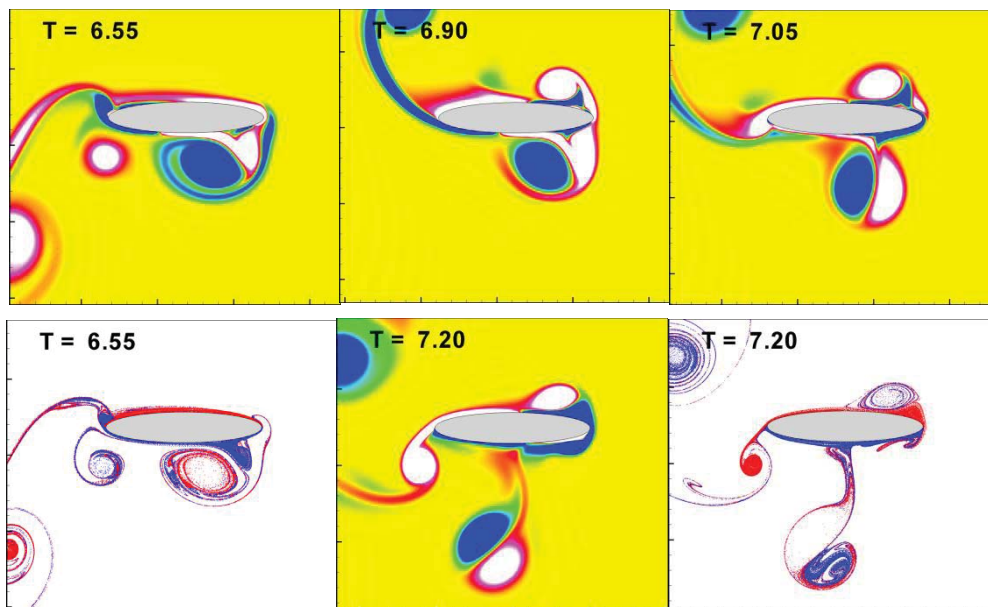 T = 6.55
T = 6.90
T = 7.05
T = 6.55
T = 7.20
T = 7.20